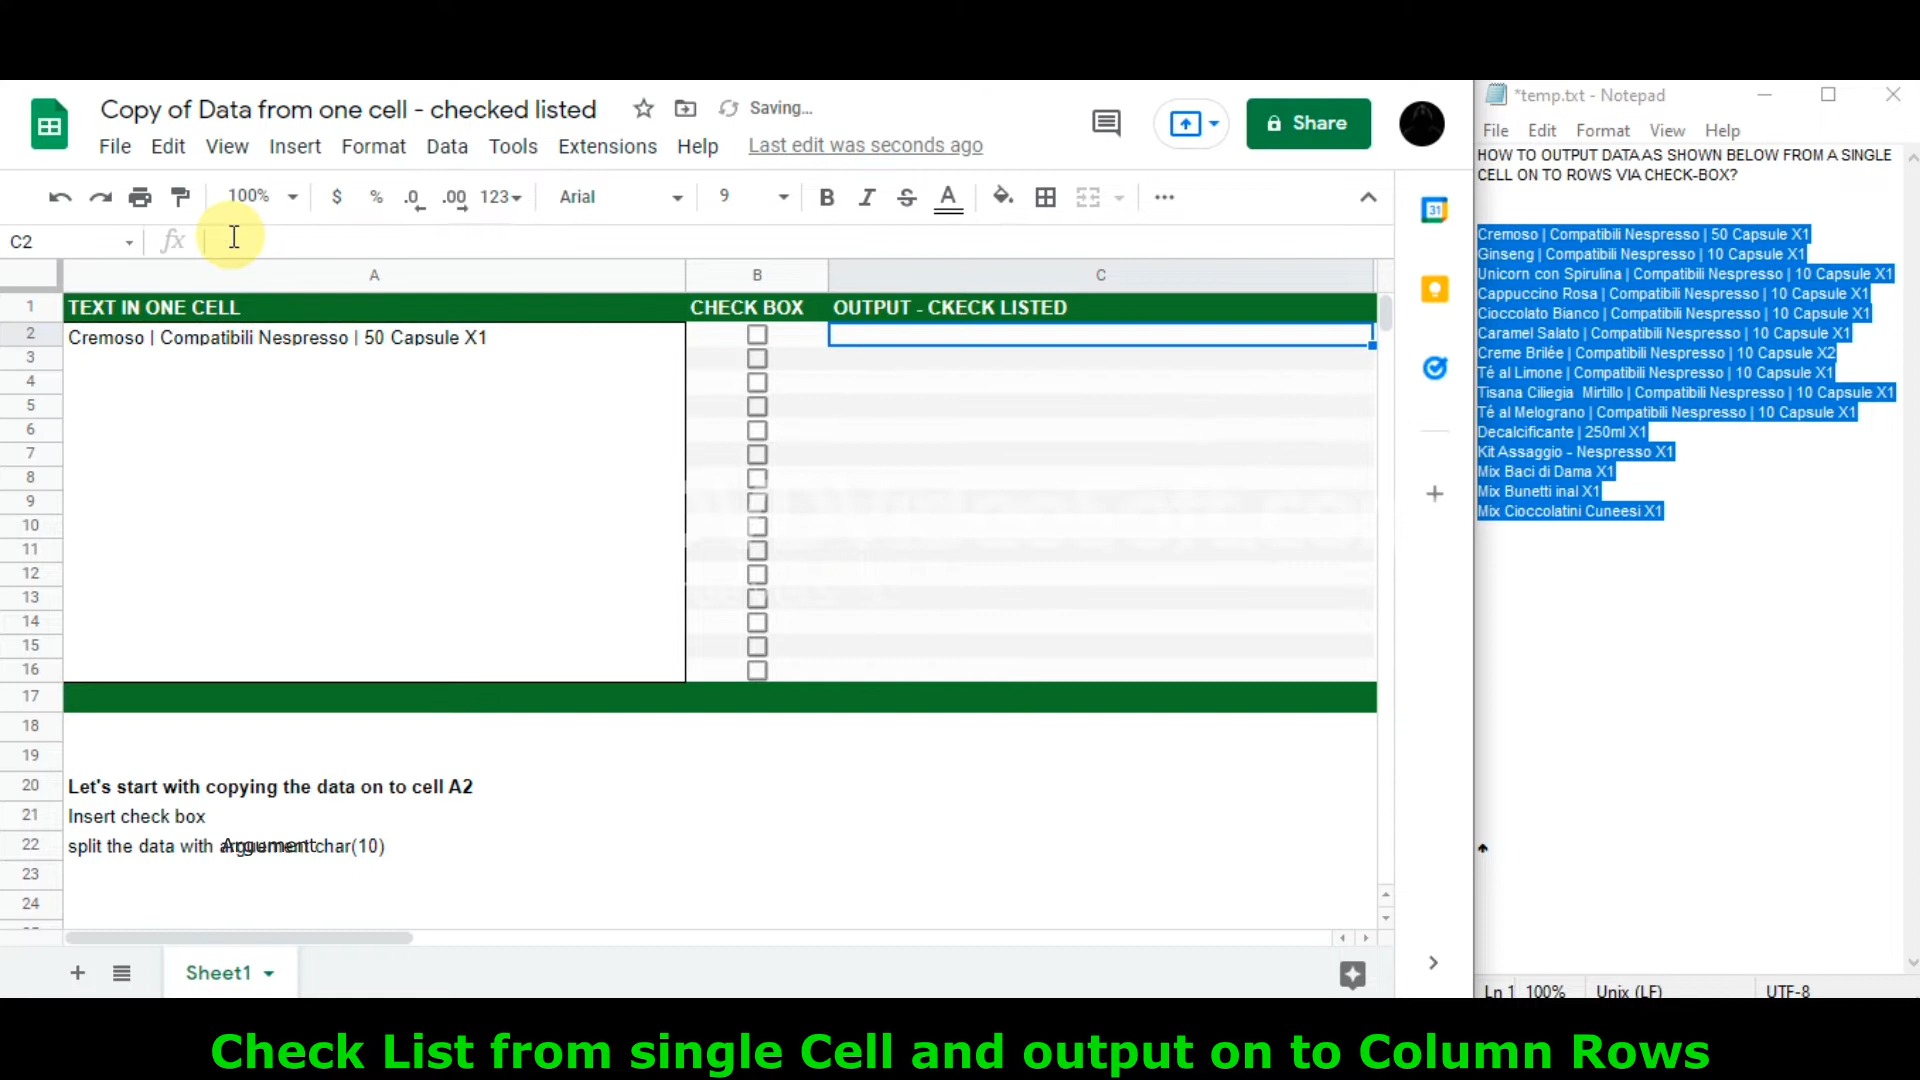 Copy of Data from one cell - checked listed
Saving...
File Edit View Insert Format Data Tools Extensions Help Last edit was seconds ago
Share
100% $ % .0 .00 123 Arial 9 B I S A
C2 fx
A B C
1 TEXT IN ONE CELL CHECK BOX OUTPUT - CKECK LISTED
2 Cremoso | Compatibili Nespresso | 50 Capsule X1
3
4
5
6
7
8
9
10
11
12
13
14
15
16
17
18
19
20 Let's start with copying the data on to cell A2
21 Insert check box
22 split the data with Argument char(10)
23
24
Sheet1
31
*temp.txt - Notepad
File Edit Format View Help
HOW TO OUTPUT DATA AS SHOWN BELOW FROM A SINGLE
CELL ON TO ROWS VIA CHECK-BOX?
Cremoso | Compatibili Nespresso | 50 Capsule X1
Ginseng | Compatibili Nespresso | 10 Capsule X1
Unicorn con Spirulina | Compatibili Nespresso | 10 Capsule X1
Cappuccino Rosa | Compatibili Nespresso | 10 Capsule X1
Cioccolato Bianco | Compatibili Nespresso | 10 Capsule X1
Caramel Salato | Compatibili Nespresso | 10 Capsule X1
Creme Brilée | Compatibili Nespresso | 10 Capsule X2
Té al Limone | Compatibili Nespresso | 10 Capsule X1
Tisana Ciliegia  Mirtillo | Compatibili Nespresso | 10 Capsule X1
Té al Melograno | Compatibili Nespresso | 10 Capsule X1
Decalcificante | 250ml X1
Kit Assaggio - Nespresso X1
Mix Baci di Dama X1
Mix Bunetti inal X1
Mix Cioccolatini Cuneesi X1
Ln 1 100% Unix (LF) UTF-8
Check List from single Cell and output on to Column Rows